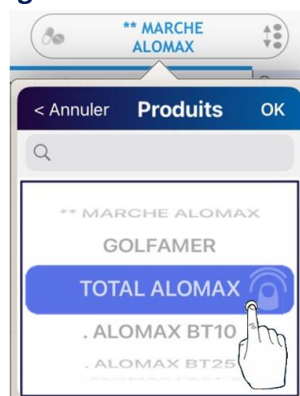 ** MARCHE
ALOMAX
< Annuler Produits OK
** MARCHE ALOMAX
GOLFAMER
TOTAL ALOMAX
. ALOMAX BT10
. ALOMAX BT25